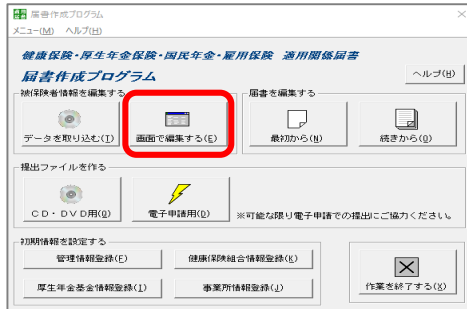 届書作成プログラム
メニュー(M) ヘルプ(H)
健康保険・厚生年金保険・国民年金・雇用保険 適用関係届書
届書作成プログラム
ヘルプ(H)
被保険者情報を編集する
届書を編集する
データを取り込む(T)
画面で編集する(E)
最初から(N)
続きから(O)
提出ファイルを作る
CD・DVD用(Q)
電子申請用(D)
※可能な限り電子申請での提出にご協力ください。
初期情報を設定する
管理情報登録(F)
健康保険組合情報登録(K)
厚生年金基金情報登録(I)
事業所情報登録(J)
作業を終了する(X)